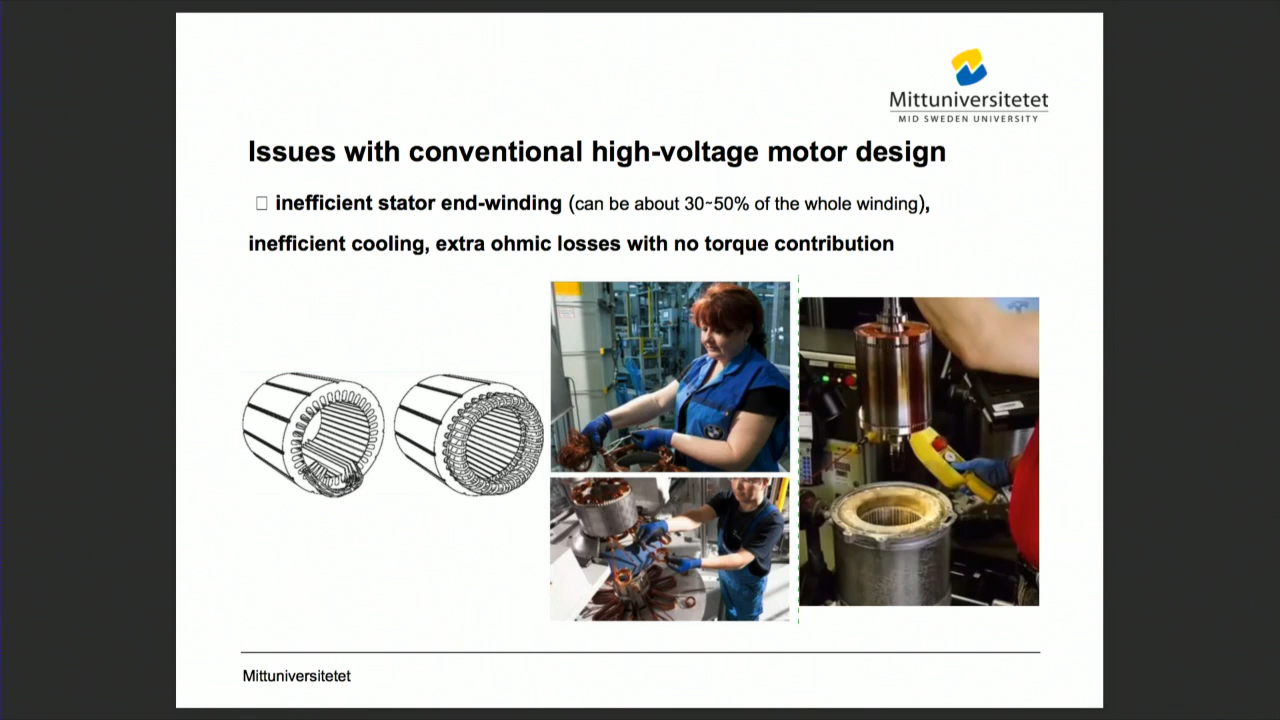 Mittuniversitetet
MID SWEDEN UNIVERSITY
Issues with conventional high-voltage motor design
inefficient stator end-winding (can be about 30~50% of the whole winding),
inefficient cooling, extra ohmic losses with no torque contribution
Mittuniversitetet